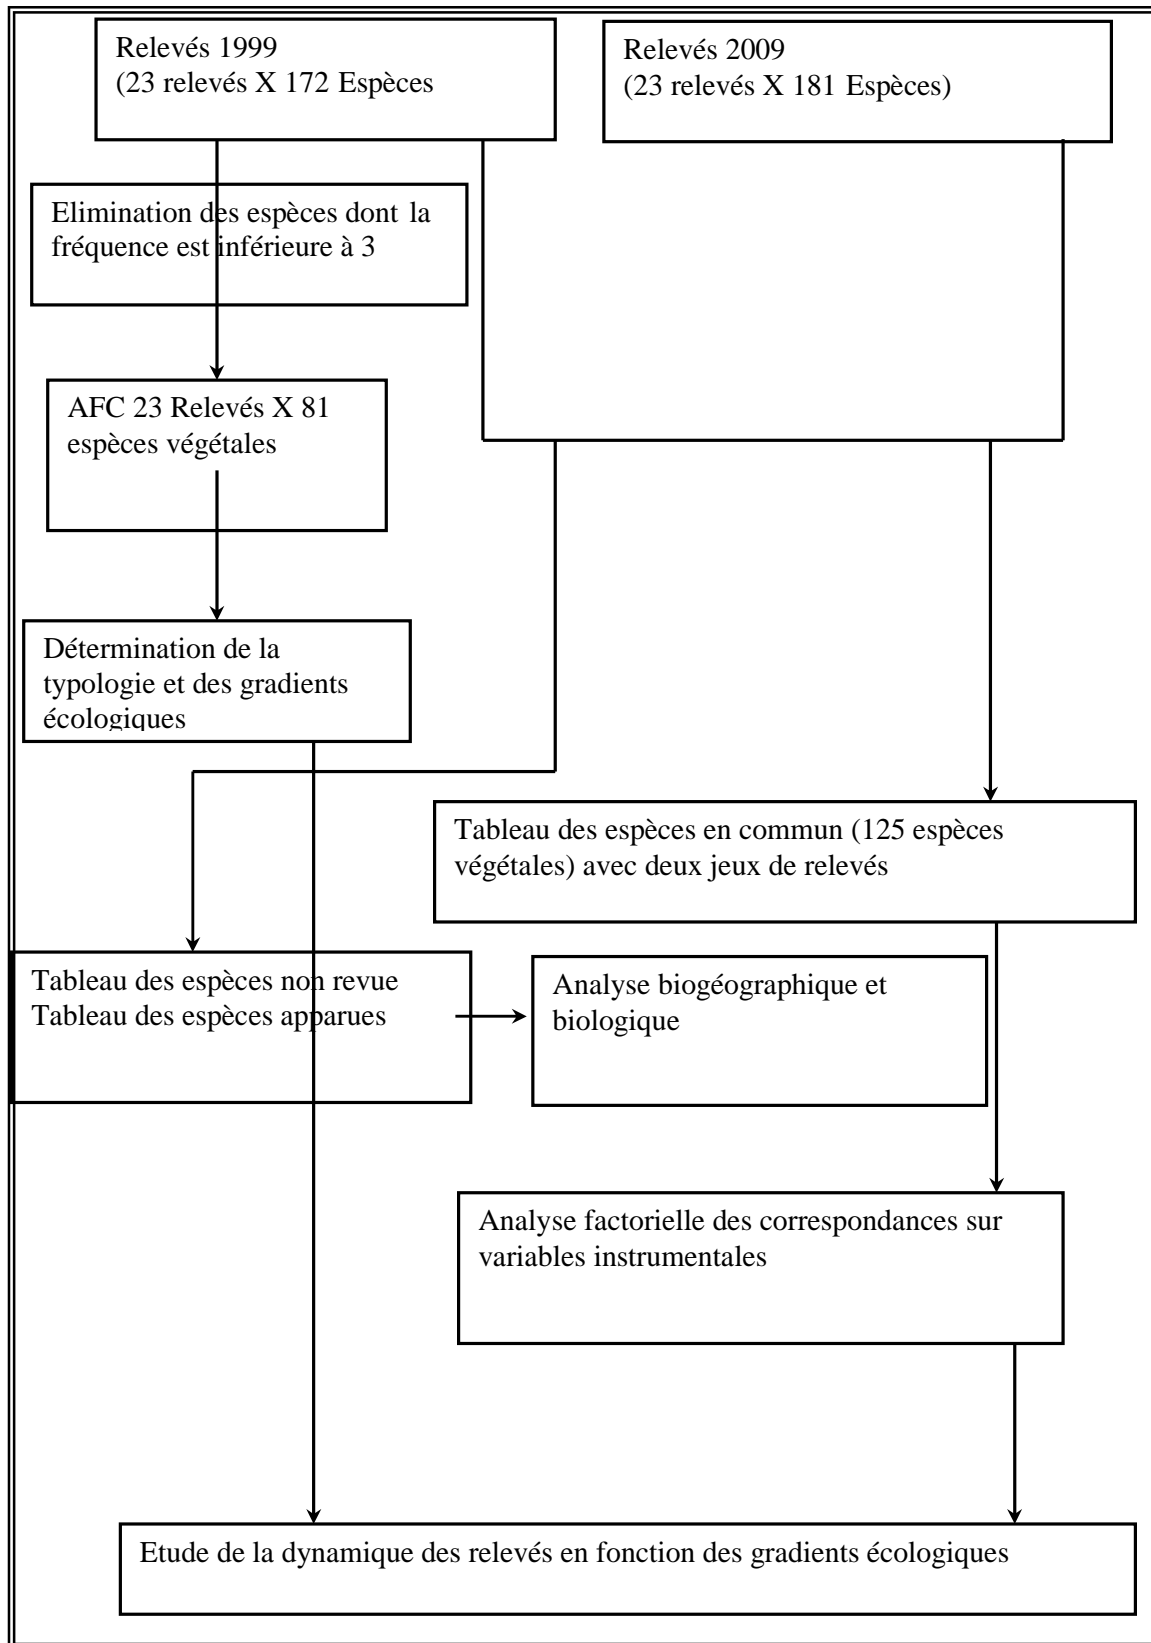 Relevés 1999
(23 relevés X 172 Espèces
Relevés 2009
(23 relevés X 181 Espèces)
Elimination des espèces dont la
fréquence est inférieure à 3
AFC 23 Relevés X 81
espèces végétales
Détermination de la
typologie et des gradients
écologiques
Tableau des espèces en commun (125 espèces
végétales) avec deux jeux de relevés
Tableau des espèces non revue
Tableau des espèces apparues
Analyse biogéographique et
biologique
Analyse factorielle des correspondances sur
variables instrumentales
Etude de la dynamique des relevés en fonction des gradients écologiques